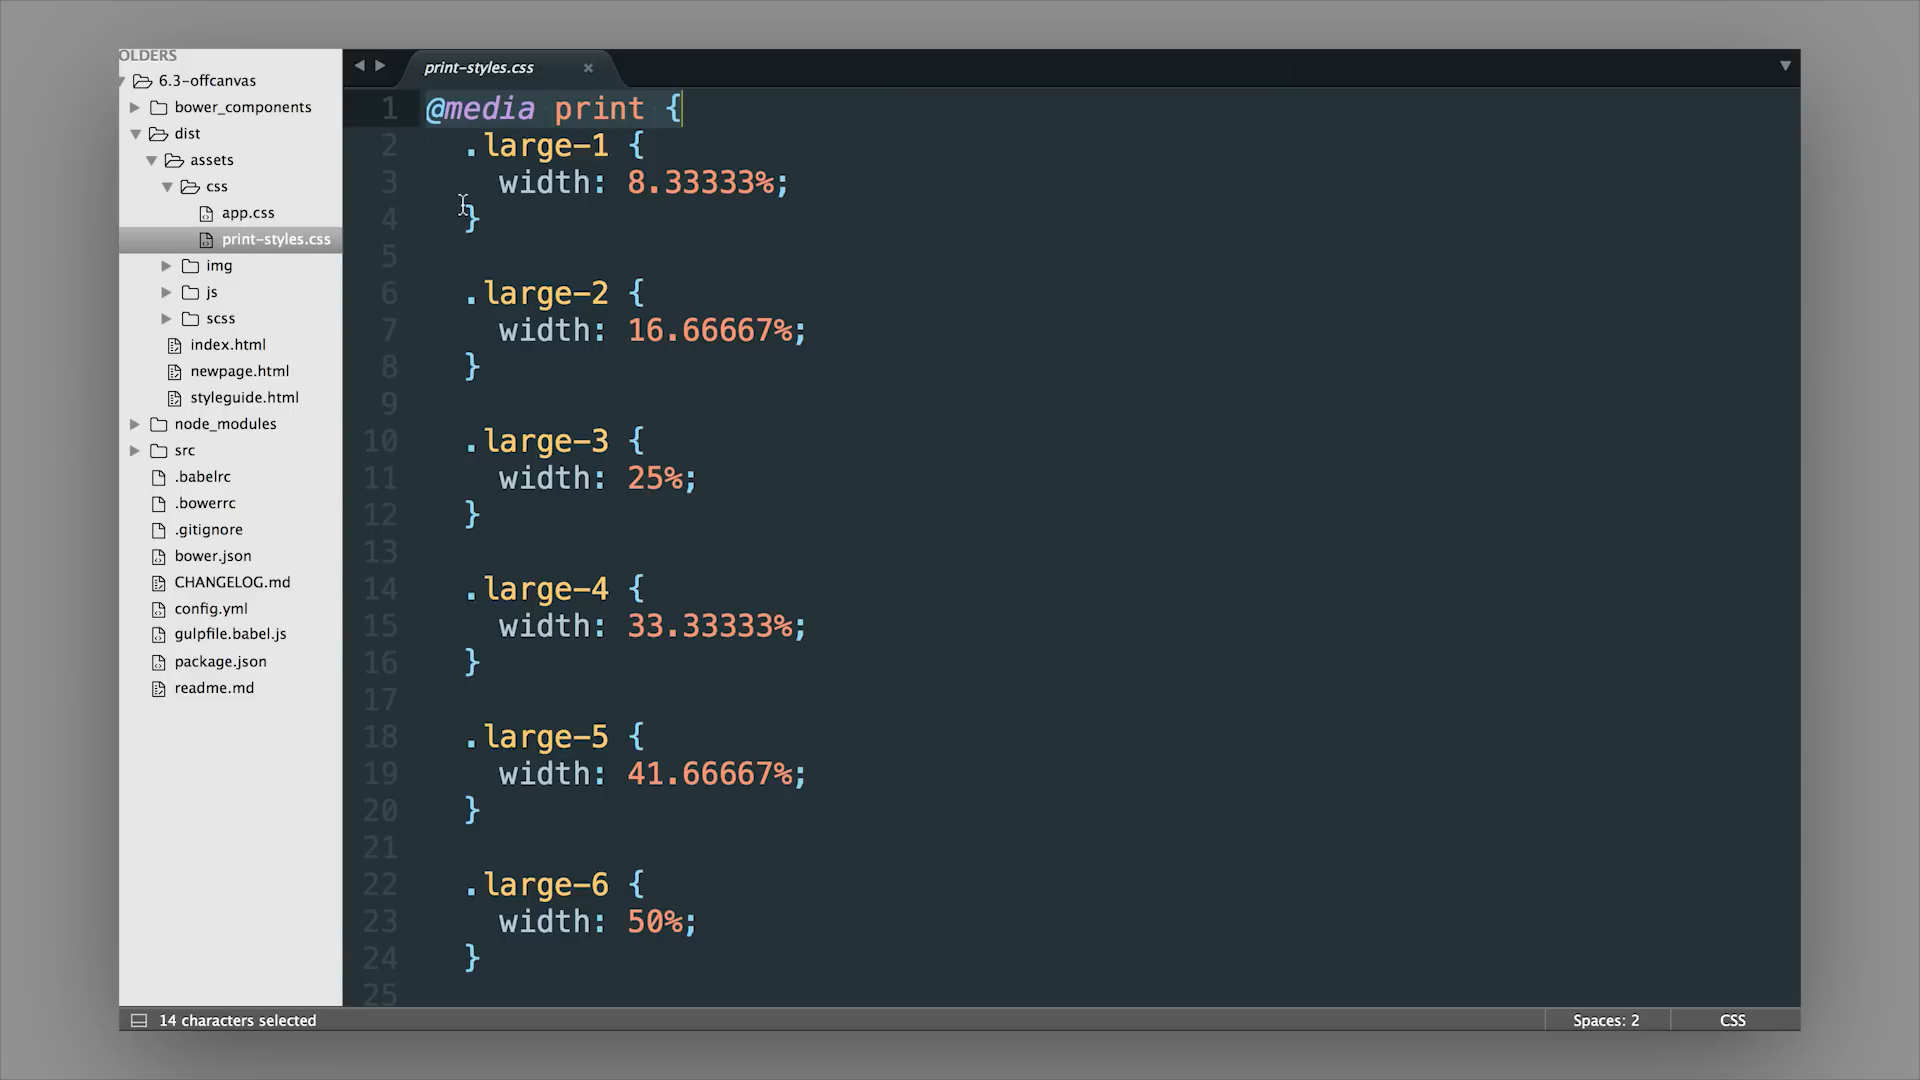 OLDERS
6.3-offcanvas
bower_components
dist
assets
css
app.css
print-styles.css
img
js
scss
index.html
newpage.html
styleguide.html
node_modules
src
.babelrc
.bowerrc
.gitignore
bower.json
CHANGELOG.md
config.yml
gulpfile.babel.js
package.json
readme.md
print-styles.css
1 @media print {
2 .large-1 {
3 width: 8.33333%;
4 }
5
6 .large-2 {
7 width: 16.66667%;
8 }
9
10 .large-3 {
11 width: 25%;
12 }
13
14 .large-4 {
15 width: 33.33333%;
16 }
17
18 .large-5 {
19 width: 41.66667%;
20 }
21
22 .large-6 {
23 width: 50%;
24 }
25
14 characters selected
Spaces: 2
CSS